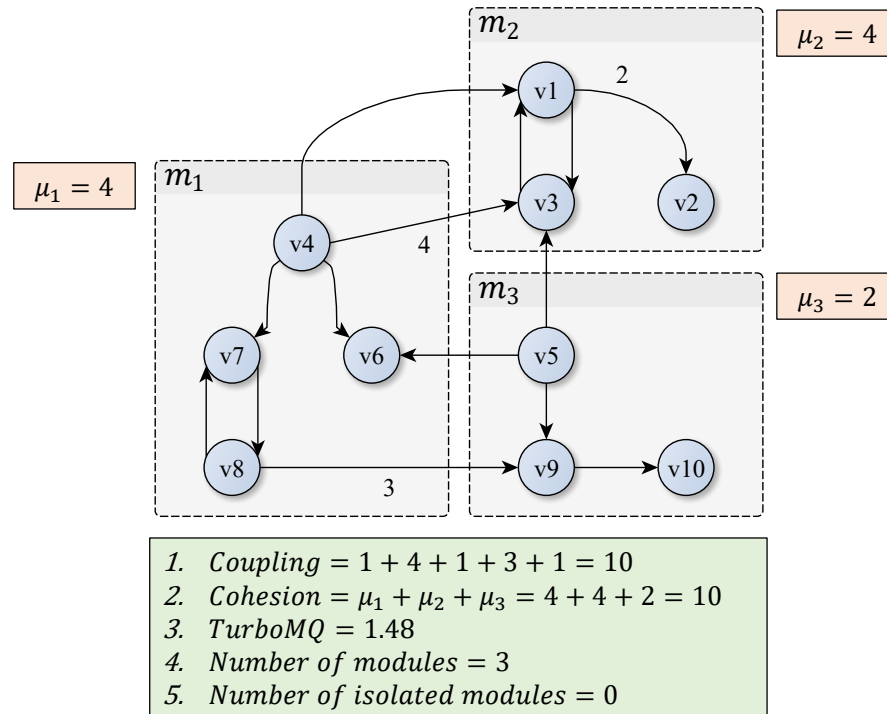 m₂
μ₂ = 4
v1
2
m₁
μ₁ = 4
v3
v2
v4
4
m₃
μ₃ = 2
v7
v6
v5
v8
v9
v10
3
1. Coupling = 1 + 4 + 1 + 3 + 1 = 10
2. Cohesion = μ₁ + μ₂ + μ₃ = 4 + 4 + 2 = 10
3. TurboMQ = 1.48
4. Number of modules = 3
5. Number of isolated modules = 0